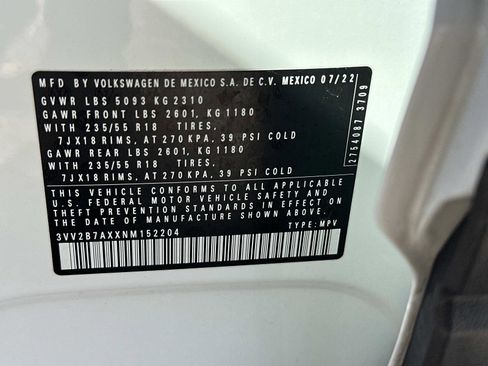 MFD BY VOLKSWAGEN DE MEXICO S.A. DE C.V. MEXICO 07/22
GVWR LBS 5093 KG 2310
GAWR FRONT LBS 2601, KG 1180
WITH 235/55 R18 TIRES,
7JX18 RIMS, AT 270 KPA, 39 PSI COLD
GAWR REAR LBS 2601, KG 1180
WITH 235/55 R18 TIRES,
7JX18 RIMS, AT 270 KPA, 39 PSI COLD
THIS VEHICLE CONFORMS TO ALL APPLICABLE
U.S. FEDERAL MOTOR VEHICLE SAFETY AND
THEFT PREVENTION STANDARDS IN EFFECT ON
THE DATE OF MANUFACTURE SHOWN ABOVE.
3VV2B7AXXNM152204
TYPE: MPV
2754087 3709